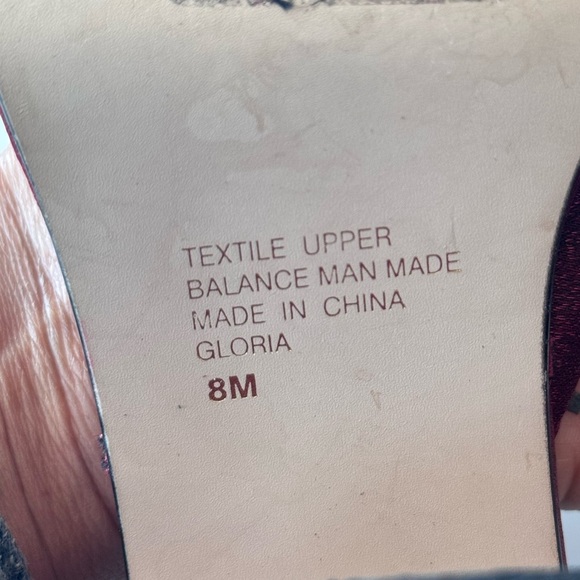 TEXTILE UPPER
BALANCE MAN MADE
MADE IN CHINA
GLORIA
8M